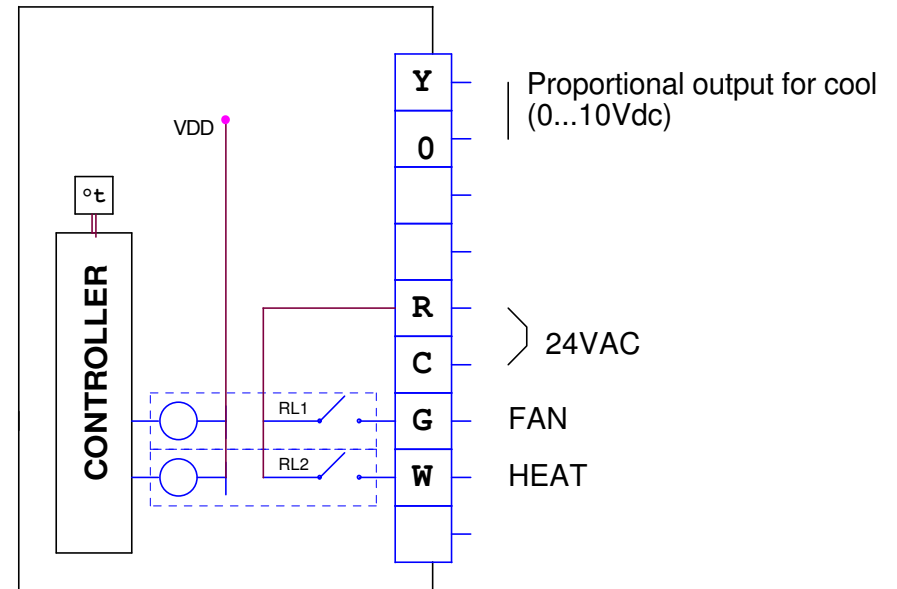 Y
Proportional output for cool
(0...10Vdc)
VDD
0
°t
R
24VAC
C
CONTROLLER
RL1
G
FAN
RL2
W
HEAT